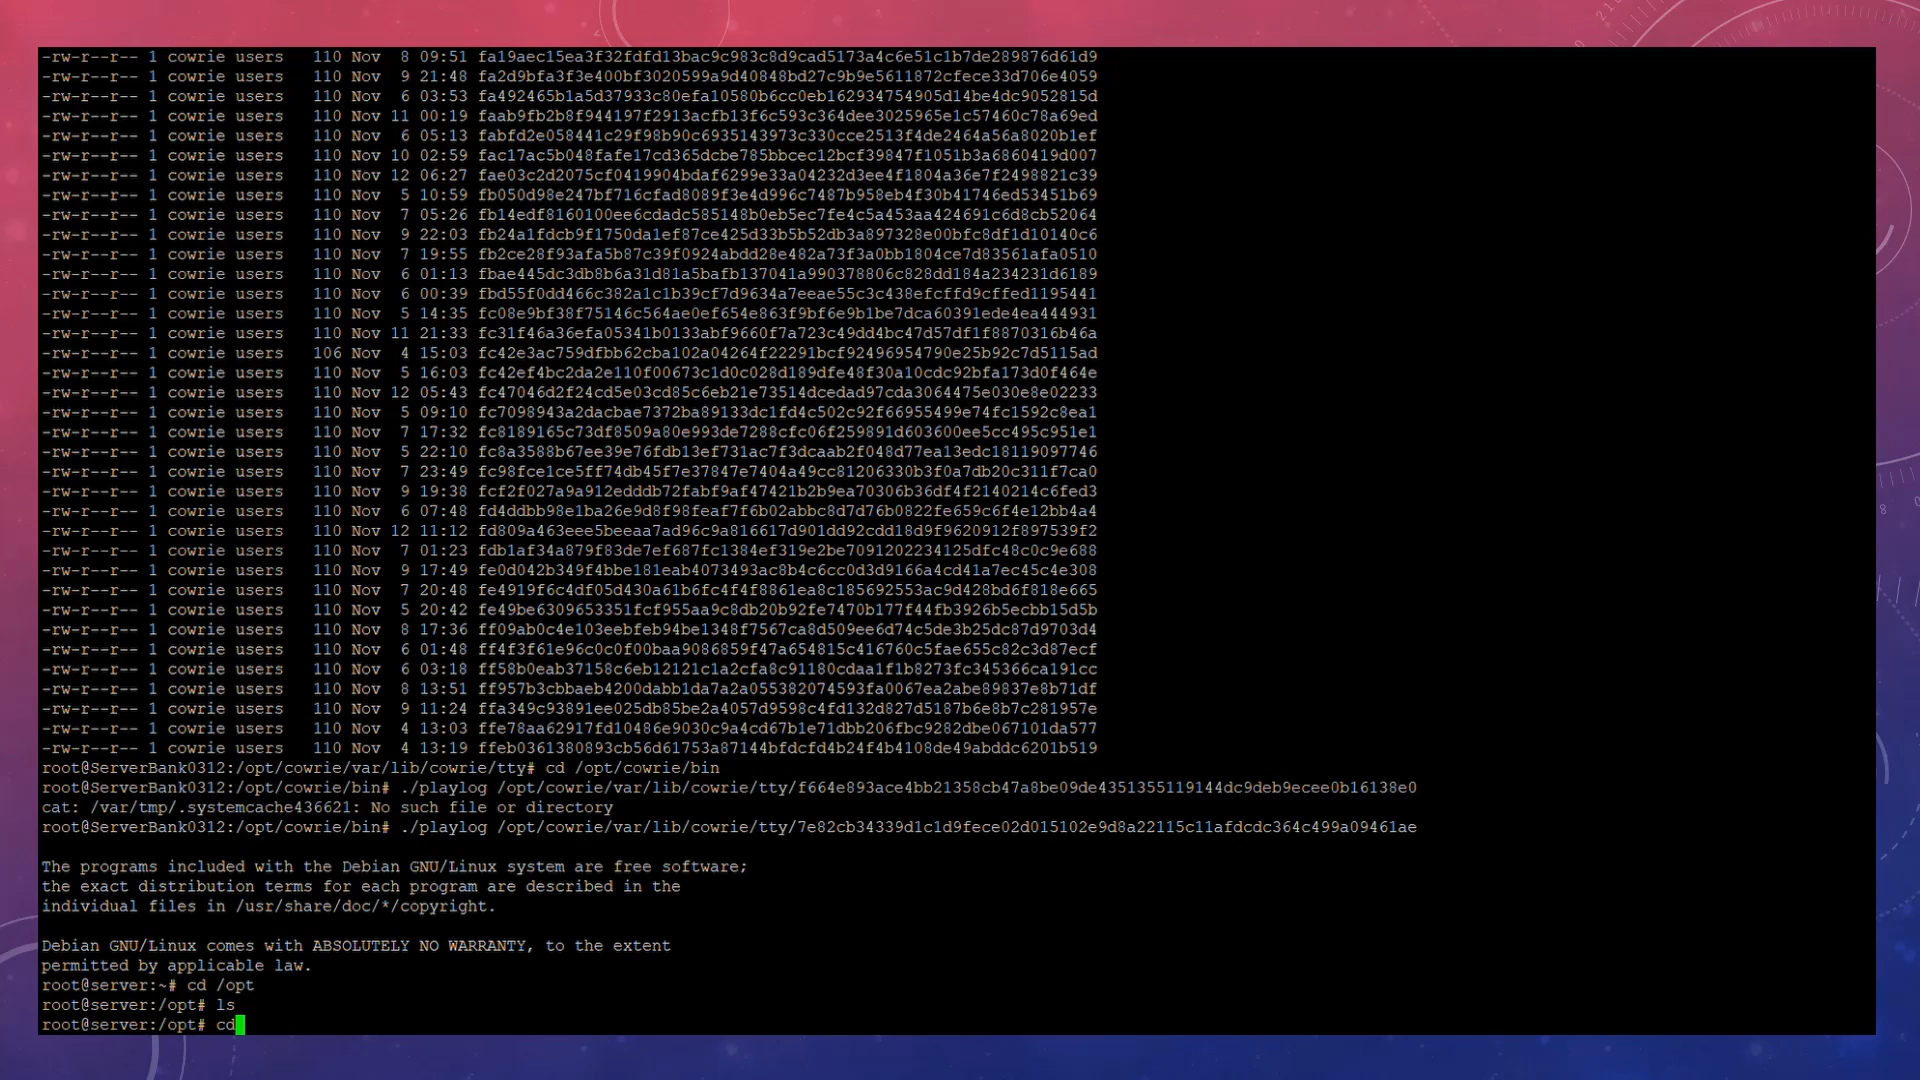 -rw-r--r-- 1 cowrie users   110 Nov  8 09:51 fa19aec15ea3f32fdfd13bac9c983c8d9cad5173a4c6e51c1b7de289876d61d9
-rw-r--r-- 1 cowrie users   110 Nov  9 21:48 fa2d9bfa3f3e400bf3020599a9d40848bd27c9b9e5611872cfece33d706e4059
-rw-r--r-- 1 cowrie users   110 Nov  6 03:53 fa492465b1a5d37933c80efa10580b6cc0eb162934754905d14be4dc9052815d
-rw-r--r-- 1 cowrie users   110 Nov 11 00:19 faab9fb2b8f944197f2913acfb13f6c593c364dee3025965e1c57460c78a69ed
-rw-r--r-- 1 cowrie users   110 Nov  6 05:13 fabfd2e058441c29f98b90c6935143973c330cce2513f4de2464a56a8020b1ef
-rw-r--r-- 1 cowrie users   110 Nov 10 02:59 fac17ac5b048fafe17cd365dcbe785bbcec12bcf39847f1051b3a6860419d007
-rw-r--r-- 1 cowrie users   110 Nov 12 06:27 fae03c2d2075cf0419904bdaf6299e33a04232d3ee4f1804a36e7f2498821c39
-rw-r--r-- 1 cowrie users   110 Nov  5 10:59 fb050d98e247bf716cfad8089f3e4d996c7487b958eb4f30b41746ed53451b69
-rw-r--r-- 1 cowrie users   110 Nov  7 05:26 fb14edf8160100ee6cdadc585148b0eb5ec7fe4c5a453aa424691c6d8cb52064
-rw-r--r-- 1 cowrie users   110 Nov  9 22:03 fb24a1fdcb9f1750da1ef87ce425d33b5b52db3a897328e00bfc8df1d10140c6
-rw-r--r-- 1 cowrie users   110 Nov  7 19:55 fb2ce28f93afa5b87c39f0924abdd28e482a73f3a0bb1804ce7d83561afa0510
-rw-r--r-- 1 cowrie users   110 Nov  6 01:13 fbae445dc3db8b6a31d81a5bafb137041a990378806c828dd184a234231d6189
-rw-r--r-- 1 cowrie users   110 Nov  6 00:39 fbd55f0dd466c382a1c1b39cf7d9634a7eeae55c3c438efcffd9cffed1195441
-rw-r--r-- 1 cowrie users   110 Nov  5 14:35 fc08e9bf38f75146c564ae0ef654e863f9bf6e9b1be7dca60391ede4ea444931
-rw-r--r-- 1 cowrie users   110 Nov 11 21:33 fc31f46a36efa05341b0133abf9660f7a723c49dd4bc47d57df1f8870316b46a
-rw-r--r-- 1 cowrie users   106 Nov  4 15:03 fc42e3ac759dfbb62cba102a04264f22291bcf92496954790e25b92c7d5115ad
-rw-r--r-- 1 cowrie users   110 Nov  5 16:03 fc42ef4bc2da2e110f00673c1d0c028d189dfe48f30a10cdc92bfa173d0f464e
-rw-r--r-- 1 cowrie users   110 Nov 12 05:43 fc47046d2f24cd5e03cd85c6eb21e73514dcedad97cda3064475e030e8e02233
-rw-r--r-- 1 cowrie users   110 Nov  5 09:10 fc7098943a2dacbae7372ba89133dc1fd4c502c92f66955499e74fc1592c8ea1
-rw-r--r-- 1 cowrie users   110 Nov  7 17:32 fc8189165c73df8509a80e993de7288cfc06f259891d603600ee5cc495c951e1
-rw-r--r-- 1 cowrie users   110 Nov  5 22:10 fc8a3588b67ee39e76fdb13ef731ac7f3dcaab2f048d77ea13edc18119097746
-rw-r--r-- 1 cowrie users   110 Nov  7 23:49 fc98fce1ce5ff74db45f7e37847e7404a49cc81206330b3f0a7db20c311f7ca0
-rw-r--r-- 1 cowrie users   110 Nov  9 19:38 fcf2f027a9a912edddb72fabf9af47421b2b9ea70306b36df4f2140214c6fed3
-rw-r--r-- 1 cowrie users   110 Nov  6 07:48 fd4ddbb98e1ba26e9d8f98feaf7f6b02abbc8d7d76b0822fe659c6f4e12bb4a4
-rw-r--r-- 1 cowrie users   110 Nov 12 11:12 fd809a463eee5beeaa7ad96c9a816617d901dd92cdd18d9f9620912f897539f2
-rw-r--r-- 1 cowrie users   110 Nov  7 01:23 fdb1af34a879f83de7ef687fc1384ef319e2be7091202234125dfc48c0c9e688
-rw-r--r-- 1 cowrie users   110 Nov  9 17:49 fe0d042b349f4bbe181eab4073493ac8b4c6cc0d3d9166a4cd41a7ec45c4e308
-rw-r--r-- 1 cowrie users   110 Nov  7 20:48 fe4919f6c4df05d430a61b6fc4f4f8861ea8c185692553ac9d428bd6f818e665
-rw-r--r-- 1 cowrie users   110 Nov  5 20:42 fe49be6309653351fcf955aa9c8db20b92fe7470b177f44fb3926b5ecbb15d5b
-rw-r--r-- 1 cowrie users   110 Nov  8 17:36 ff09ab0c4e103eebfeb94be1348f7567ca8d509ee6d74c5de3b25dc87d9703d4
-rw-r--r-- 1 cowrie users   110 Nov  6 01:48 ff4f3f61e96c0c0f00baa9086859f47a654815c416760c5fae655c82c3d87ecf
-rw-r--r-- 1 cowrie users   110 Nov  6 03:18 ff58b0eab37158c6eb12121c1a2cfa8c91180cdaa1f1b8273fc345366ca191cc
-rw-r--r-- 1 cowrie users   110 Nov  8 13:51 ff957b3cbbaeb4200dabb1da7a2a055382074593fa0067ea2abe89837e8b71df
-rw-r--r-- 1 cowrie users   110 Nov  9 11:24 ffa349c93891ee025db85be2a4057d9598c4fd132d827d5187b6e8b7c281957e
-rw-r--r-- 1 cowrie users   110 Nov  4 13:03 ffe78aa62917fd10486e9030c9a4cd67b1e71dbb206fbc9282dbe067101da577
-rw-r--r-- 1 cowrie users   110 Nov  4 13:19 ffeb0361380893cb56d61753a87144bfdcfd4b24f4b4108de49abddc6201b519
root@ServerBank0312:/opt/cowrie/var/lib/cowrie/tty# cd /opt/cowrie/bin
root@ServerBank0312:/opt/cowrie/bin# ./playlog /opt/cowrie/var/lib/cowrie/tty/f664e893ace4bb21358cb47a8be09de4351355119144dc9deb9ecee0b16138e0
cat: /var/tmp/.systemcache436621: No such file or directory
root@ServerBank0312:/opt/cowrie/bin# ./playlog /opt/cowrie/var/lib/cowrie/tty/7e82cb34339d1c1d9fece02d015102e9d8a22115c11afdcdc364c499a09461ae
The programs included with the Debian GNU/Linux system are free software;
the exact distribution terms for each program are described in the
individual files in /usr/share/doc/*/copyright.
Debian GNU/Linux comes with ABSOLUTELY NO WARRANTY, to the extent
permitted by applicable law.
root@server:~# cd /opt
root@server:/opt# ls
root@server:/opt# cd